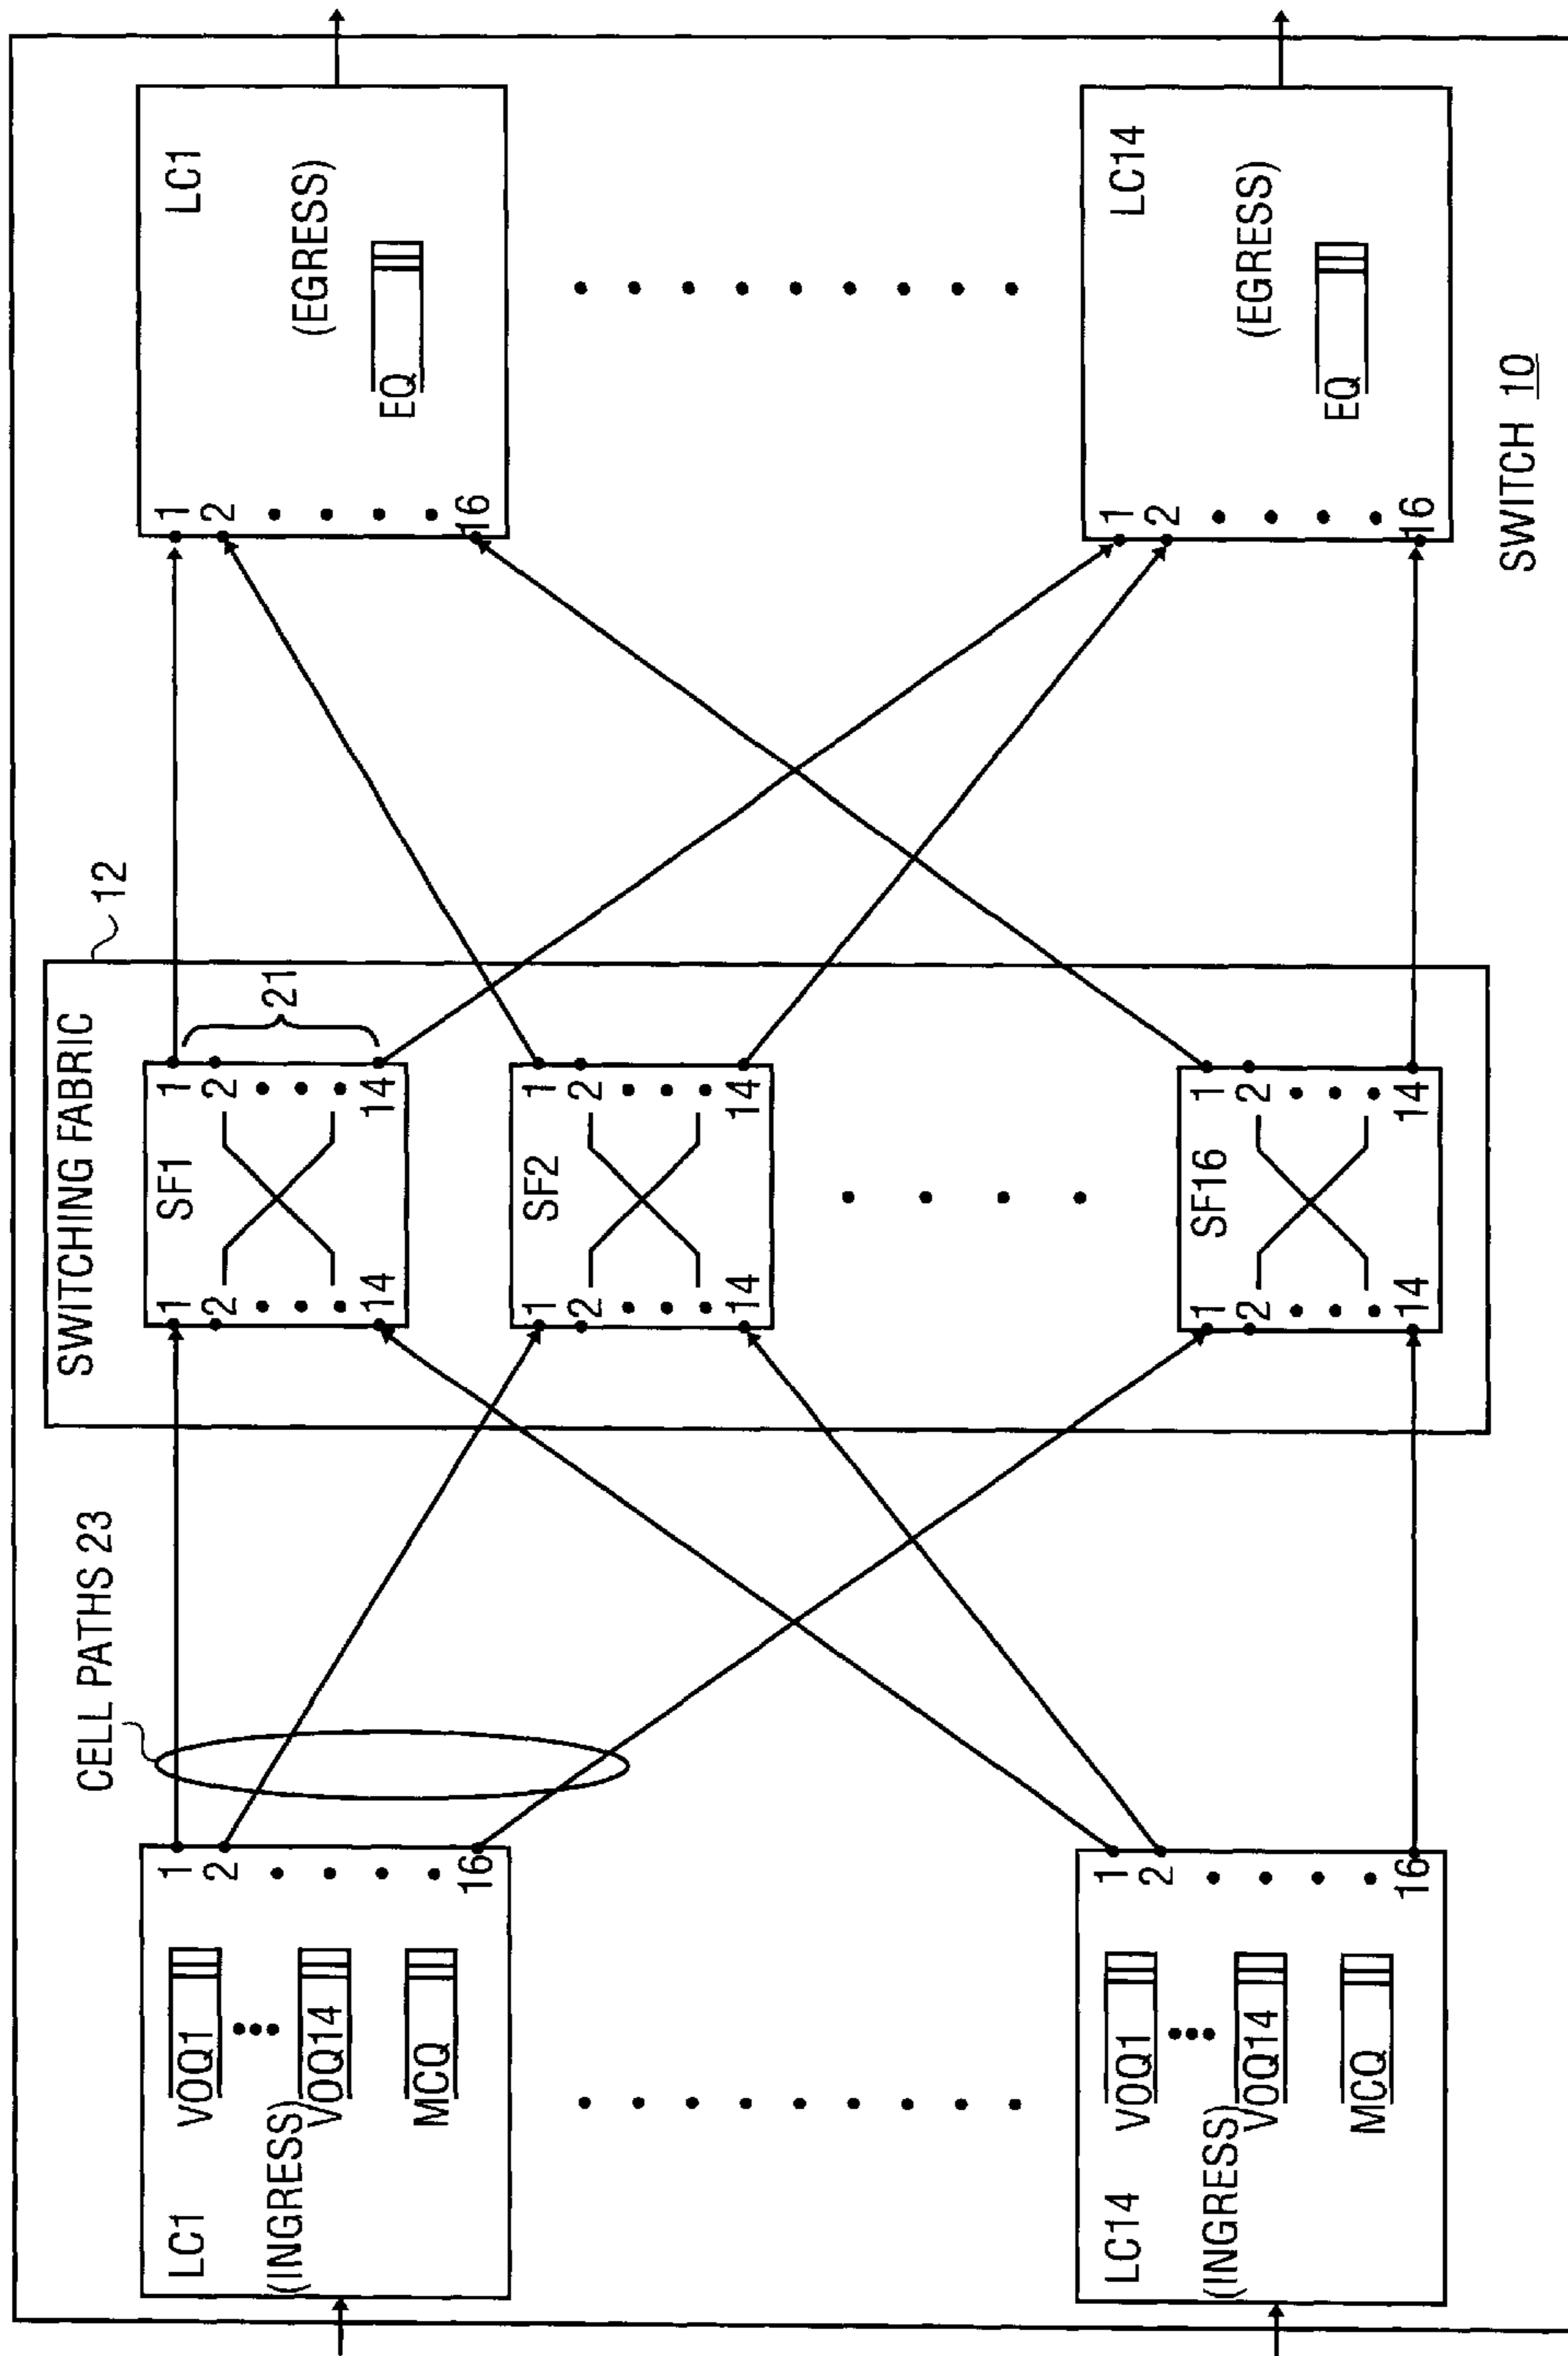 CELL PATHS 23
12
SWITCHING FABRIC
LC1
(INGRESS)
VOQ1
VOQ14
MCQ
1
2
16
SF1
1
2
14
1
2
14
21
LC1
(EGRESS)
EQ
1
2
16
SF2
1
2
14
1
2
14
LC14
(INGRESS)
VOQ1
VOQ14
MCQ
1
2
16
SF16
1
2
14
1
2
14
LC14
(EGRESS)
EQ
1
2
16
SWITCH 10